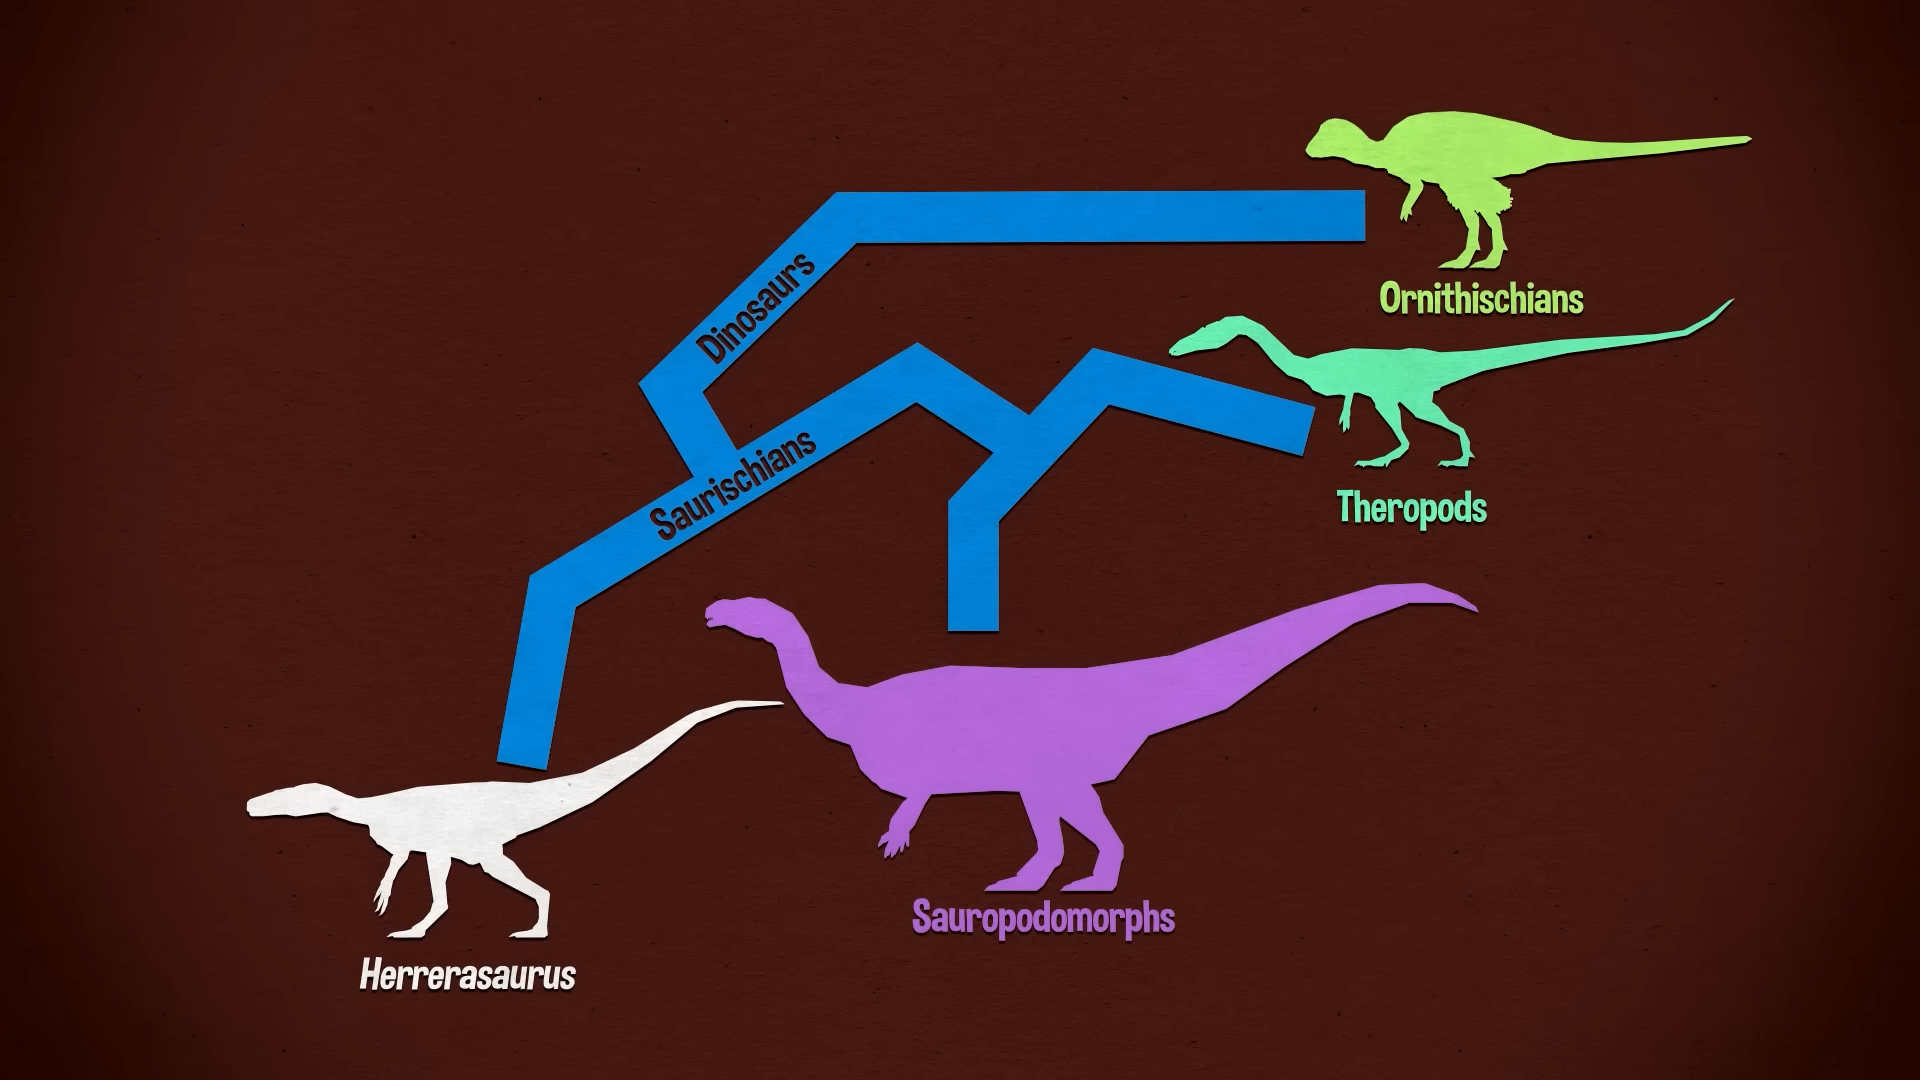 Ornithischians
Dinosaurs
Saurischians
Theropods
Sauropodomorphs
Herrerasaurus